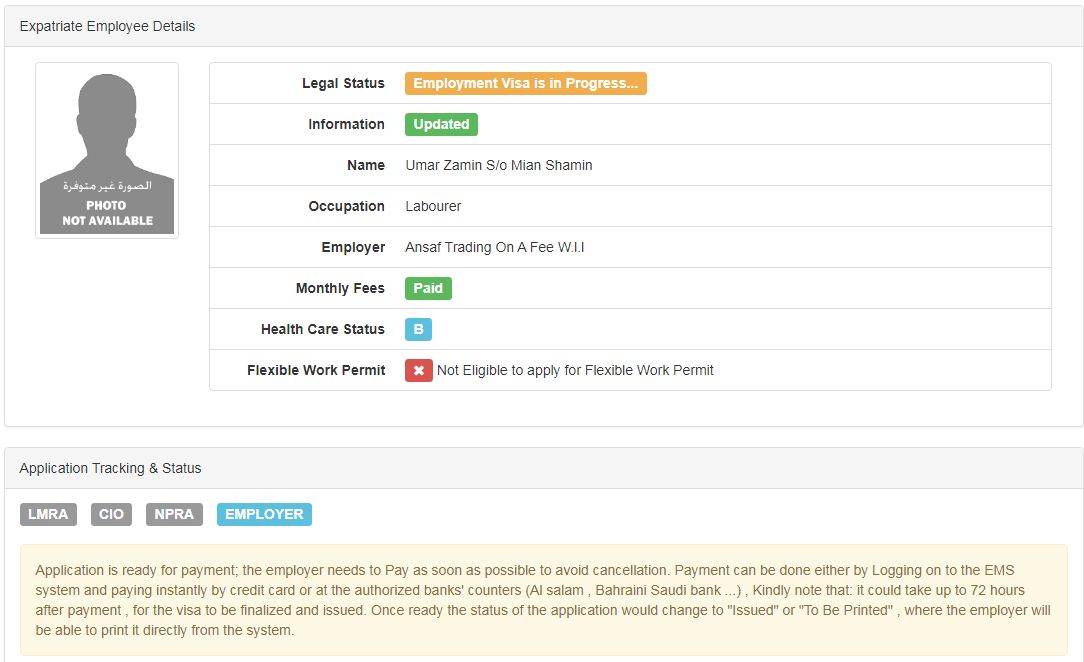 Expatriate Employee Details
الصورة غير متوفرة
PHOTO
NOT AVAILABLE
Legal Status Employment Visa is in Progress...
Information Updated
Name Umar Zamin S/o Mian Shamin
Occupation Labourer
Employer Ansaf Trading On A Fee W.I.I
Monthly Fees Paid
Health Care Status B
Flexible Work Permit ✖ Not Eligible to apply for Flexible Work Permit
Application Tracking & Status
LMRA CIO NPRA EMPLOYER
Application is ready for payment; the employer needs to Pay as soon as possible to avoid cancellation. Payment can be done either by Logging on to the EMS
system and paying instantly by credit card or at the authorized banks' counters (Al salam , Bahraini Saudi bank ...) , Kindly note that: it could take up to 72 hours
after payment , for the visa to be finalized and issued. Once ready the status of the application would change to "Issued" or "To Be Printed" , where the employer will
be able to print it directly from the system.